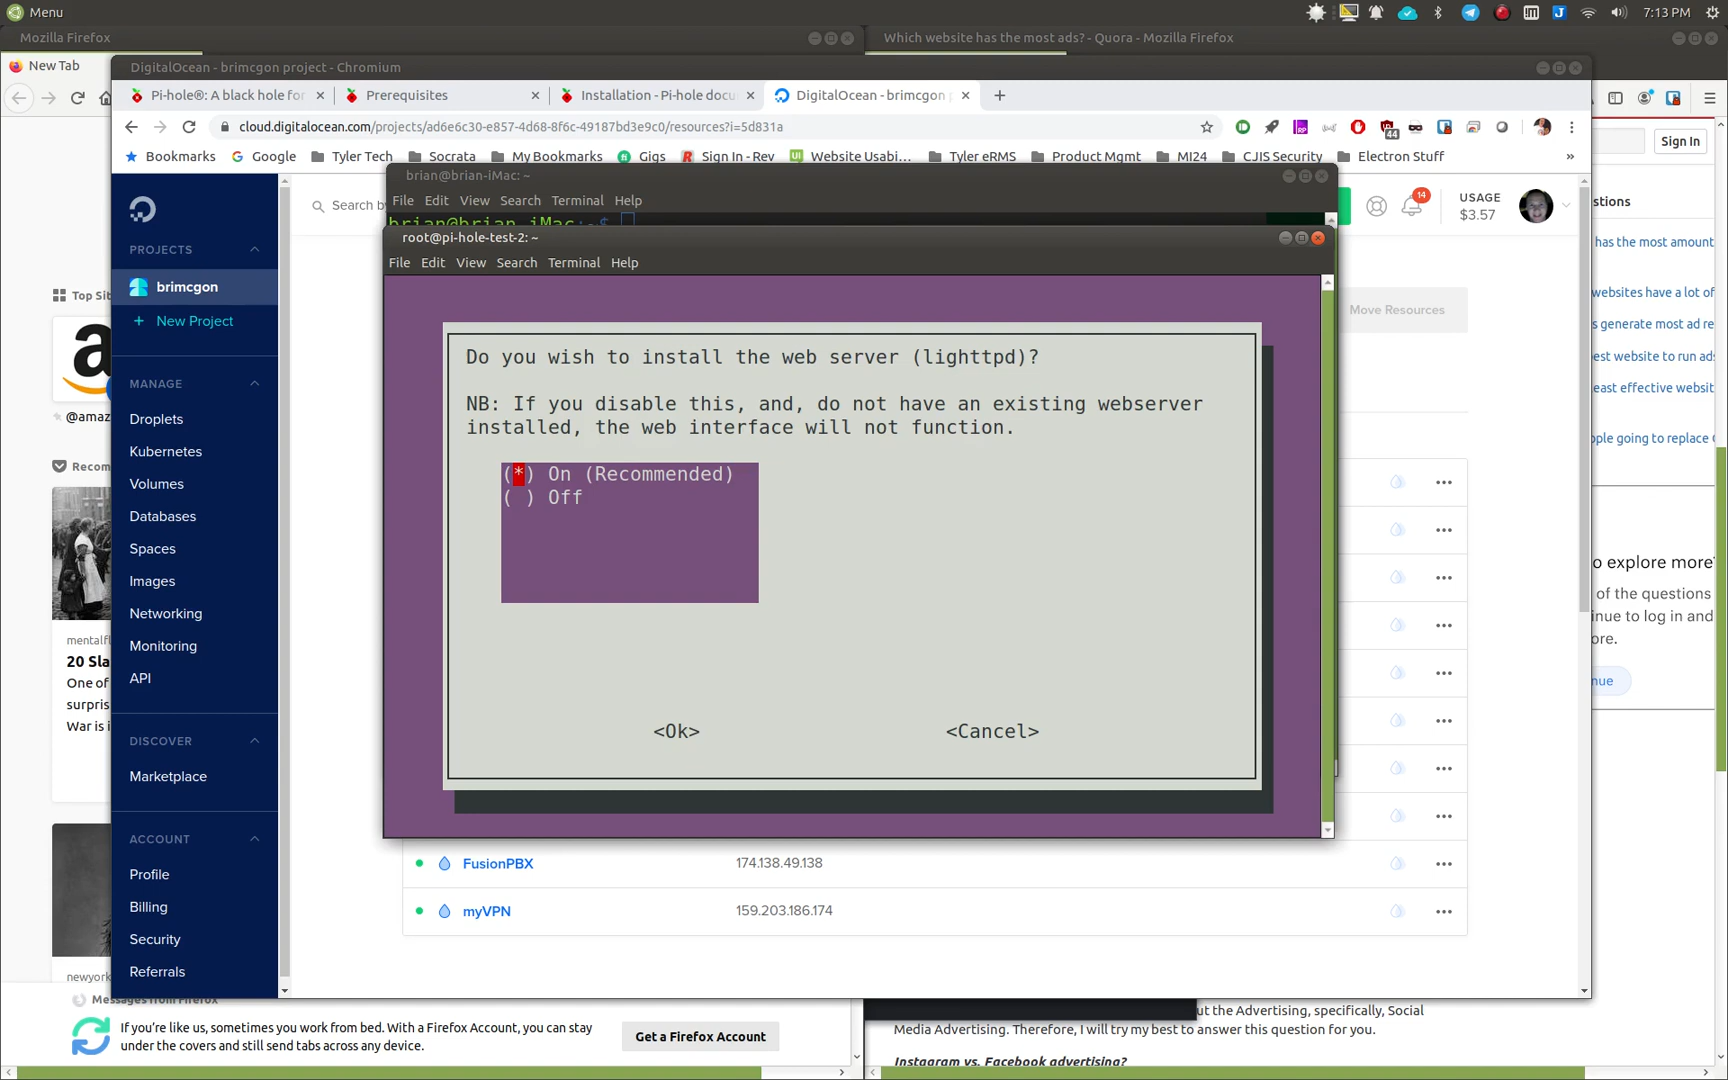 Menu
7:13 PM
Mozilla Firefox
Which website has the most ads? - Quora - Mozilla Firefox
New Tab
DigitalOcean - brimcgon project - Chromium
Pi-hole®: A black hole for
Prerequisites
Installation - Pi-hole docu
DigitalOcean - brimcgon
cloud.digitalocean.com/projects/ad6e6c30-e857-4d68-8f6c-49187bd3e9c0/resources?i=5d831a
44
Bookmarks
Google
Tyler Tech
Socrata
My Bookmarks
Gigs
Sign In - Rev
Website Usabi...
Tyler eRMS
Product Mgmt
MI24
CJIS Security
Electron Stuff
»
Sign In
PROJECTS
brimcgon
+ New Project
MANAGE
Droplets
Kubernetes
Volumes
Databases
Spaces
Images
Networking
Monitoring
API
DISCOVER
Marketplace
ACCOUNT
Profile
Billing
Security
Referrals
Search by
14
USAGE
$3.57
Move Resources
brian@brian-iMac: ~
File Edit View Search Terminal Help
brian@brian-iMac:~$
root@pi-hole-test-2: ~
File Edit View Search Terminal Help
Do you wish to install the web server (lighttpd)?
NB: If you disable this, and, do not have an existing webserver
installed, the web interface will not function.
(*) On (Recommended)
( ) Off
<Ok>
<Cancel>
FusionPBX
174.138.49.138
myVPN
159.203.186.174
Top Sit
@amaz
Recom
mentalfl
20 Sla
One of
surpris
War is i
newyork
Messages from Firefox
If you're like us, sometimes you work from bed. With a Firefox Account, you can stay
under the covers and still send tabs across any device.
Get a Firefox Account
stions
has the most amount
websites have a lot of
s generate most ad re
best website to run ads
east effective websit
ople going to replace
o explore more?
of the questions
inue to log in and
ore.
nue
ut the Advertising, specifically, Social
Media Advertising. Therefore, I will try my best to answer this question for you.
Instagram vs. Facebook advertising?